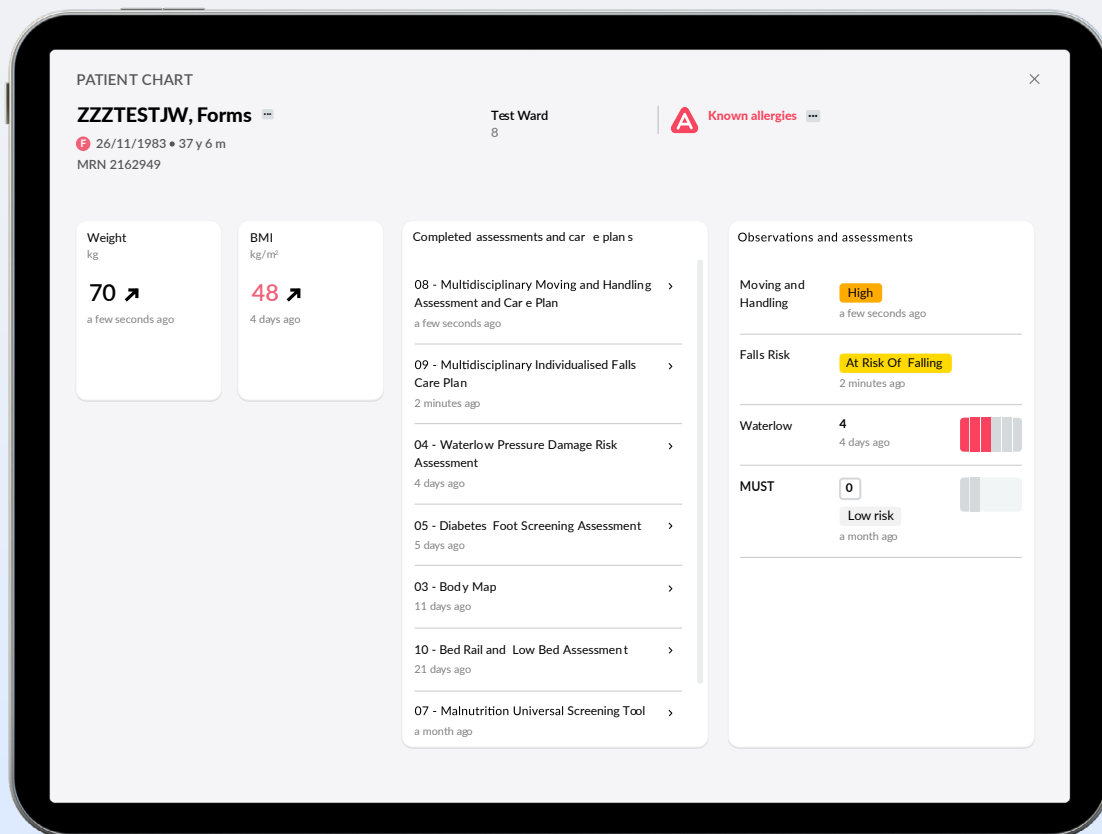 PATIENT CHART
ZZZTESTJW, Forms
F 26/11/1983 • 37 y 6 m
MRN 2162949
Test Ward
8
A Known allergies
Weight
kg
70
a few seconds ago
BMI
kg/m²
48
4 days ago
Completed assessments and car e plan s
08 - Multidisciplinary Moving and Handling
Assessment and Car e Plan
a few seconds ago
09 - Multidisciplinary Individualised Falls
Care Plan
2 minutes ago
04 - Waterlow Pressure Damage Risk
Assessment
4 days ago
05 - Diabetes Foot Screening Assessment
5 days ago
03 - Body Map
11 days ago
10 - Bed Rail and Low Bed Assessment
21 days ago
07 - Malnutrition Universal Screening Tool
a month ago
Observations and assessments
Moving and
Handling
High
a few seconds ago
Falls Risk
At Risk Of Falling
2 minutes ago
Waterlow
4
4 days ago
MUST
0
Low risk
a month ago